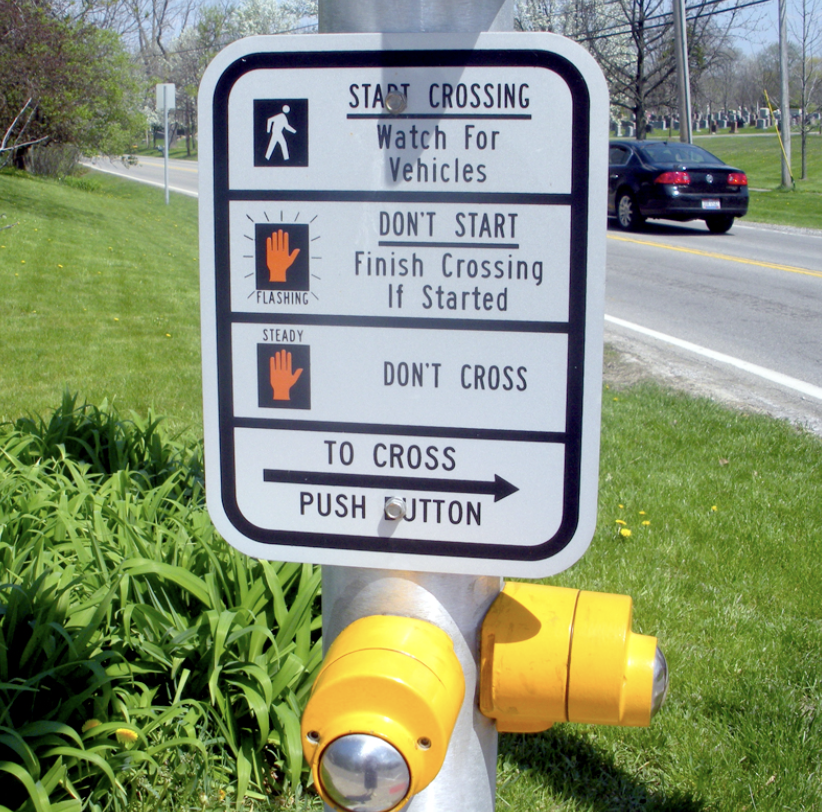 START CROSSING
Watch For
Vehicles
DON'T START
Finish Crossing
If Started
FLASHING
STEADY
DON'T CROSS
TO CROSS
PUSH BUTTON